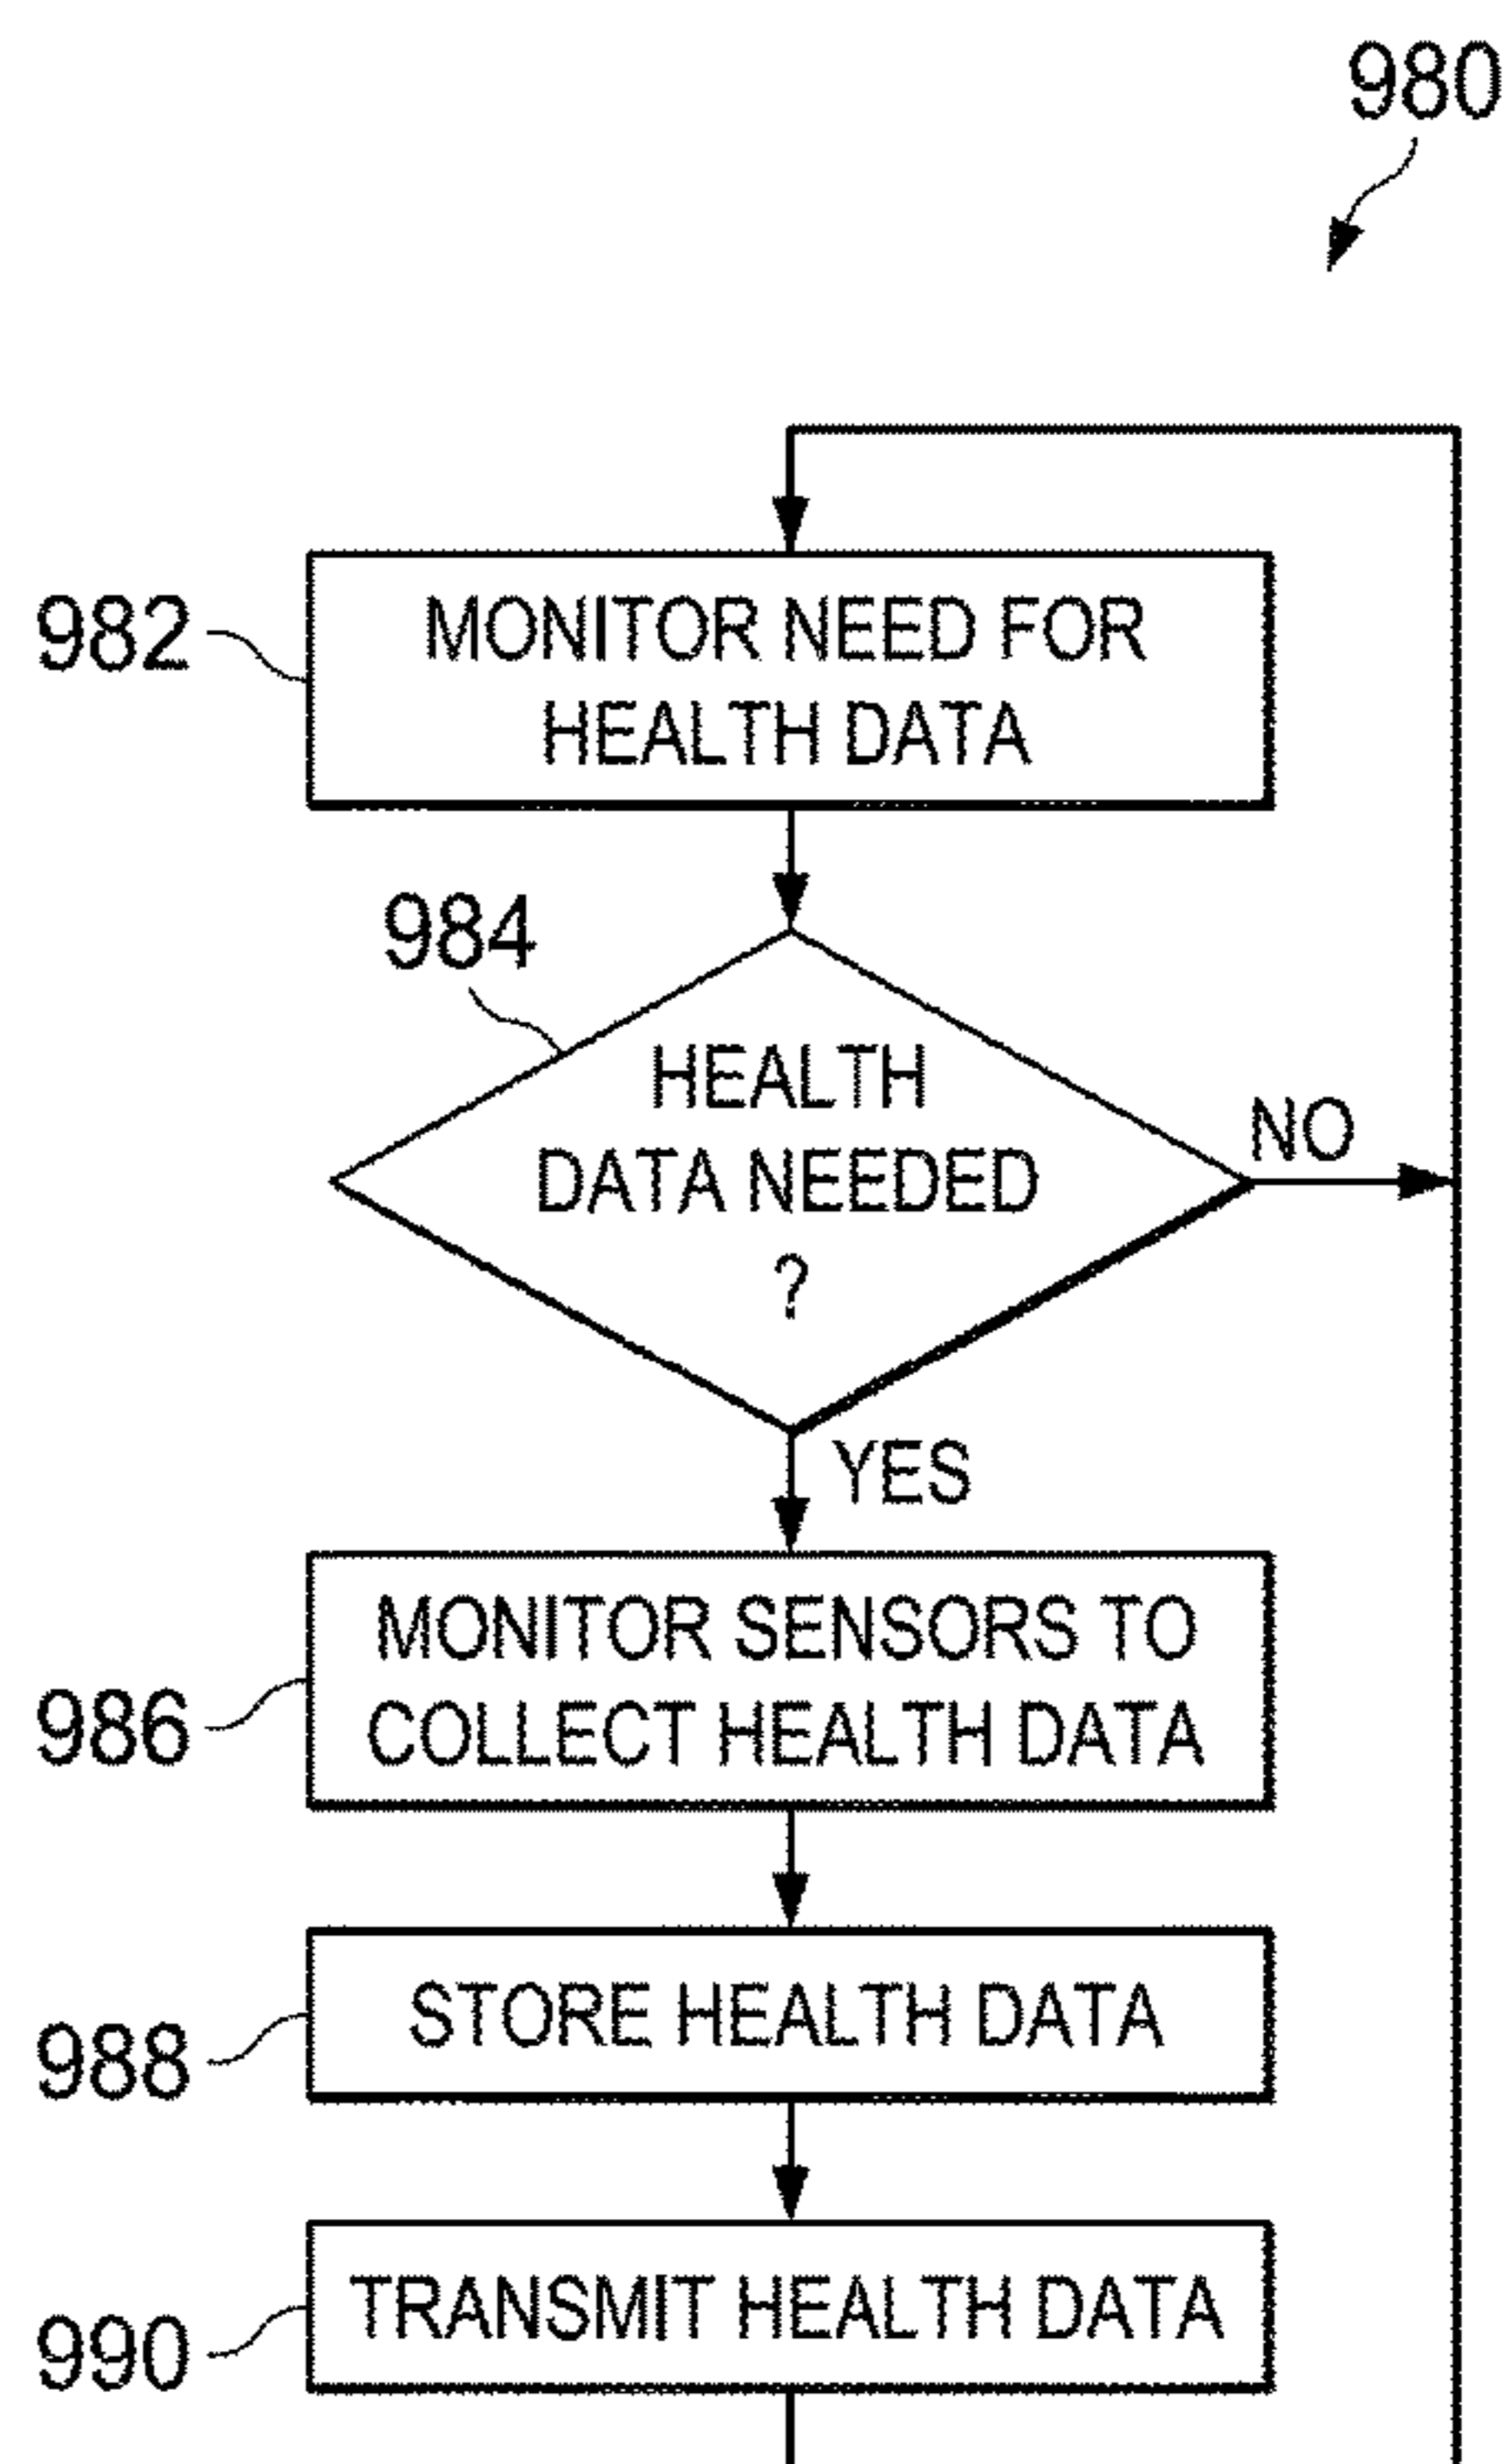 980
982
MONITOR NEED FOR
HEALTH DATA
984
HEALTH
DATA NEEDED
?
NO
YES
986
MONITOR SENSORS TO
COLLECT HEALTH DATA
988
STORE HEALTH DATA
990
TRANSMIT HEALTH DATA